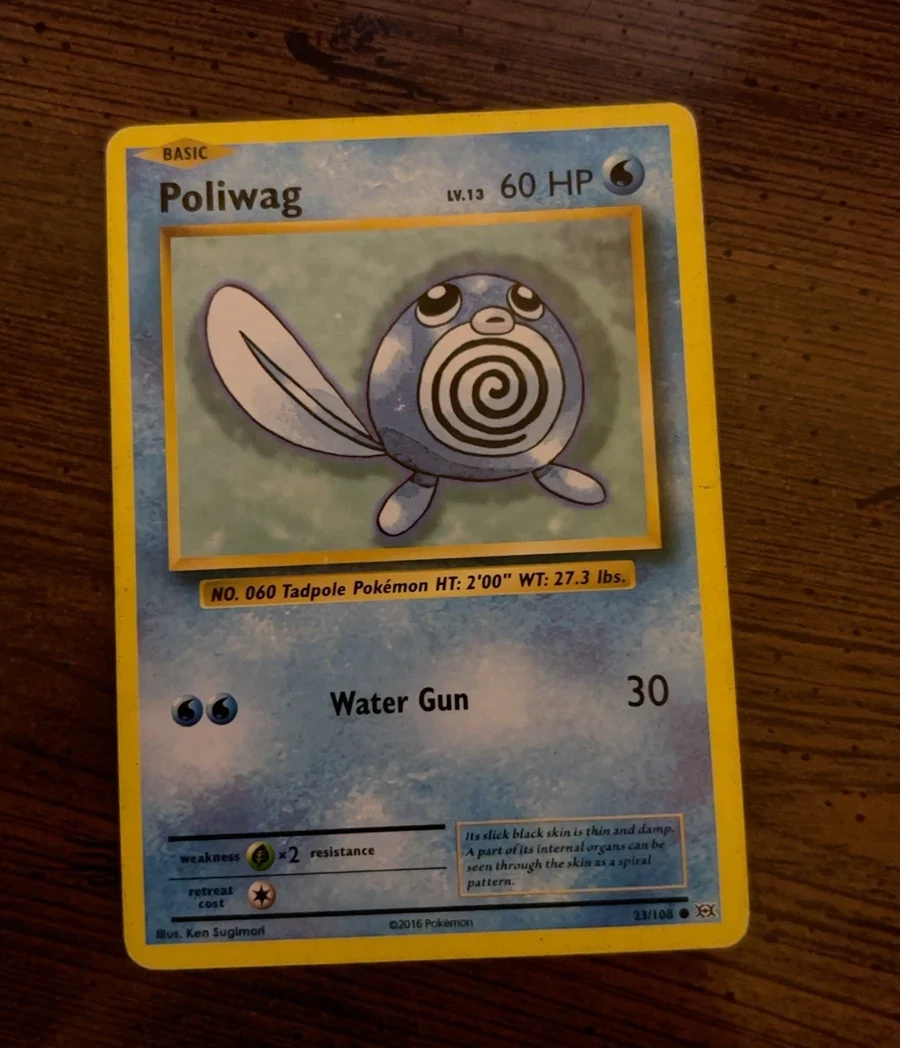 BASIC
Poliwag LV.13 60 HP
NO. 060 Tadpole Pokémon HT: 2'00" WT: 27.3 lbs.
Water Gun 30
weakness ×2 resistance
retreat
cost
Its slick black skin is thin and damp.
A part of its internal organs can be
seen through the skin as a spiral
pattern.
Illus. Ken Sugimori ©2016 Pokémon 23/108